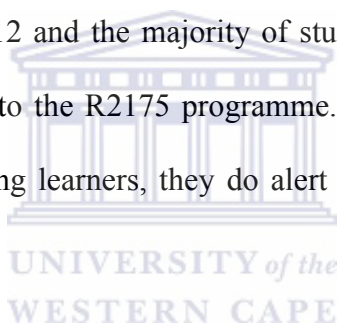 12 and the majority of stu
to the R2175 programme.
ng learners, they do alert
UNIVERSITY of the
WESTERN CAPE